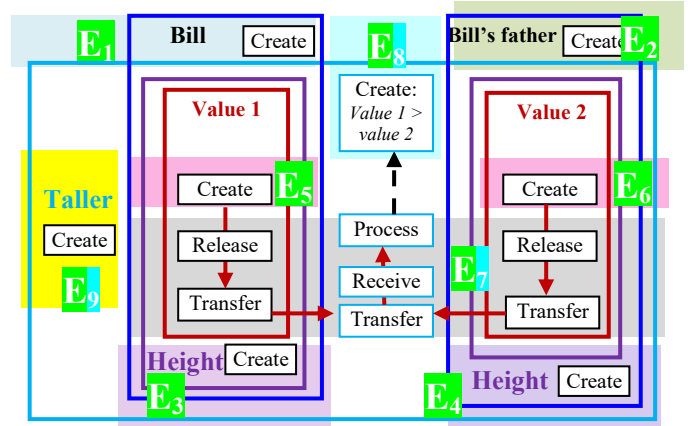 E1
Bill
Create
E8
Bill's father
Create
E2
Create:
Value 1 >
value 2
Value 1
Value 2
Taller
Create
E9
Create
E5
Create
E6
Release
Process
Release
E7
Receive
Transfer
Transfer
Transfer
Height
Create
E3
Height
Create
E4